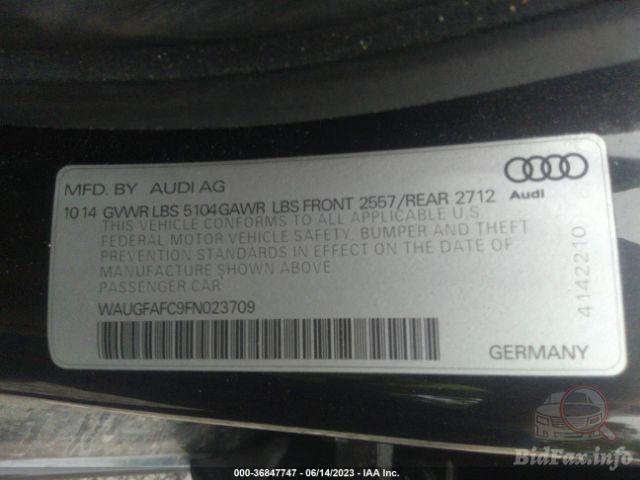 MFD. BY AUDI AG
Audi
10 14 GVWR LBS 5104 GAWR LBS FRONT 2557/REAR 2712
THIS VEHICLE CONFORMS TO ALL APPLICABLE U.S
FEDERAL MOTOR VEHICLE SAFETY, BUMPER AND THEFT
PREVENTION STANDARDS IN EFFECT ON THE DATE OF
MANUFACTURE SHOWN ABOVE
PASSENGER CAR
4142210
WAUGFAFC9FN023709
GERMANY
BidFax.info
000-36847747 - 06/14/2023 - IAA Inc.